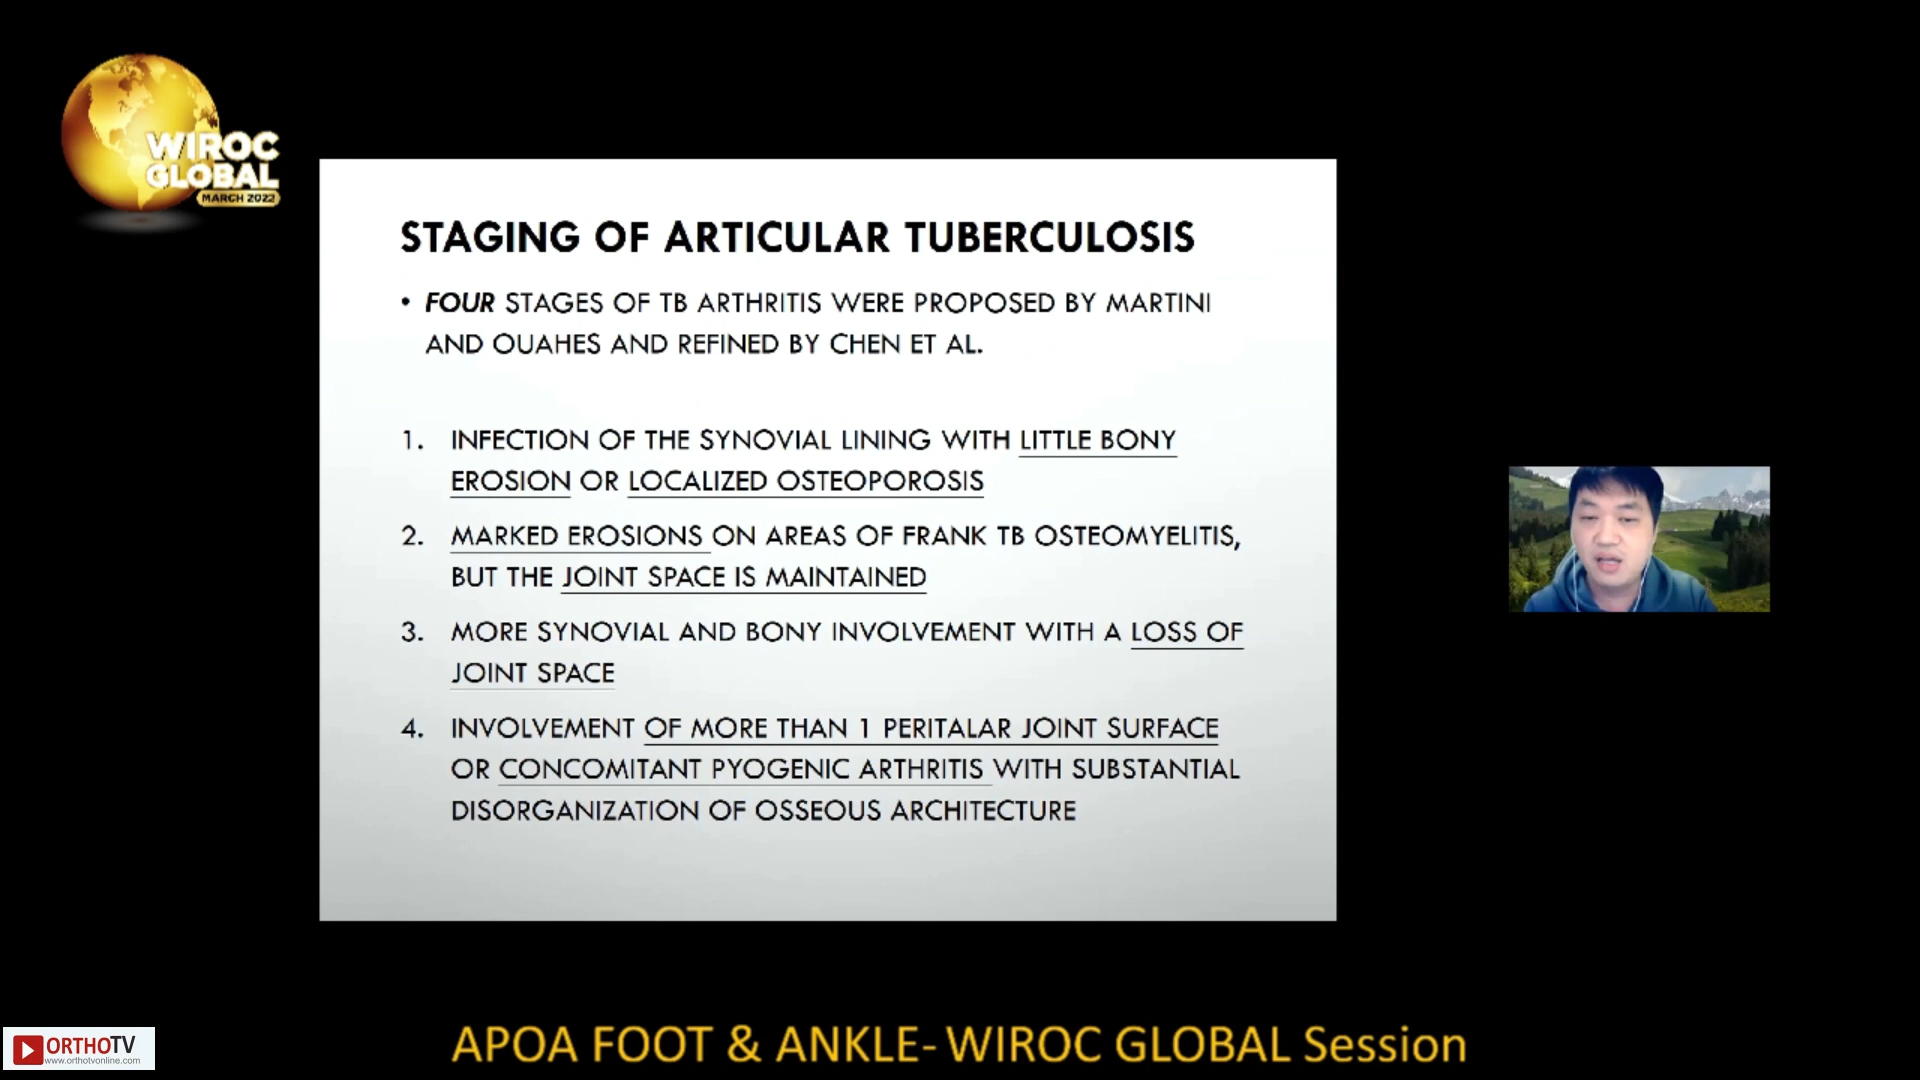 WIROC
GLOBAL
MARCH 2022
STAGING OF ARTICULAR TUBERCULOSIS
• FOUR STAGES OF TB ARTHRITIS WERE PROPOSED BY MARTINI
AND OUAHES AND REFINED BY CHEN ET AL.
1. INFECTION OF THE SYNOVIAL LINING WITH LITTLE BONY
EROSION OR LOCALIZED OSTEOPOROSIS
2. MARKED EROSIONS ON AREAS OF FRANK TB OSTEOMYELITIS,
BUT THE JOINT SPACE IS MAINTAINED
3. MORE SYNOVIAL AND BONY INVOLVEMENT WITH A LOSS OF
JOINT SPACE
4. INVOLVEMENT OF MORE THAN 1 PERITALAR JOINT SURFACE
OR CONCOMITANT PYOGENIC ARTHRITIS WITH SUBSTANTIAL
DISORGANIZATION OF OSSEOUS ARCHITECTURE
ORTHOTV
www.orthotvonline.com
APOA FOOT & ANKLE- WIROC GLOBAL Session